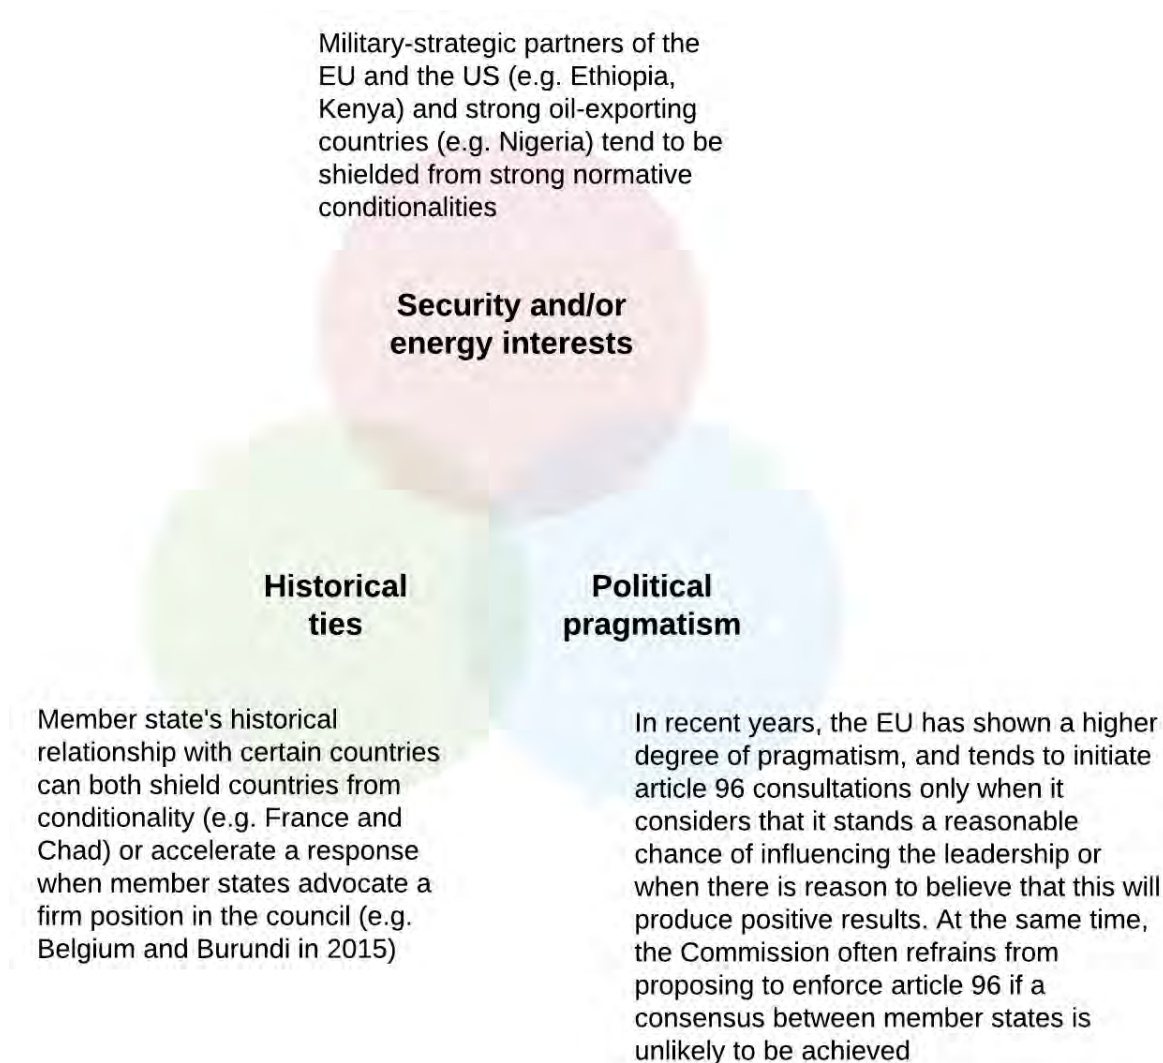 Military-strategic partners of the
EU and the US (e.g. Ethiopia,
Kenya) and strong oil-exporting
countries (e.g. Nigeria) tend to be
shielded from strong normative
conditionalities
Security and/or
energy interests
Historical
ties
Political
pragmatism
Member state's historical
relationship with certain countries
can both shield countries from
conditionality (e.g. France and
Chad) or accelerate a response
when member states advocate a
firm position in the council (e.g.
Belgium and Burundi in 2015)
In recent years, the EU has shown a higher
degree of pragmatism, and tends to initiate
article 96 consultations only when it
considers that it stands a reasonable
chance of influencing the leadership or
when there is reason to believe that this will
produce positive results. At the same time,
the Commission often refrains from
proposing to enforce article 96 if a
consensus between member states is
unlikely to be achieved